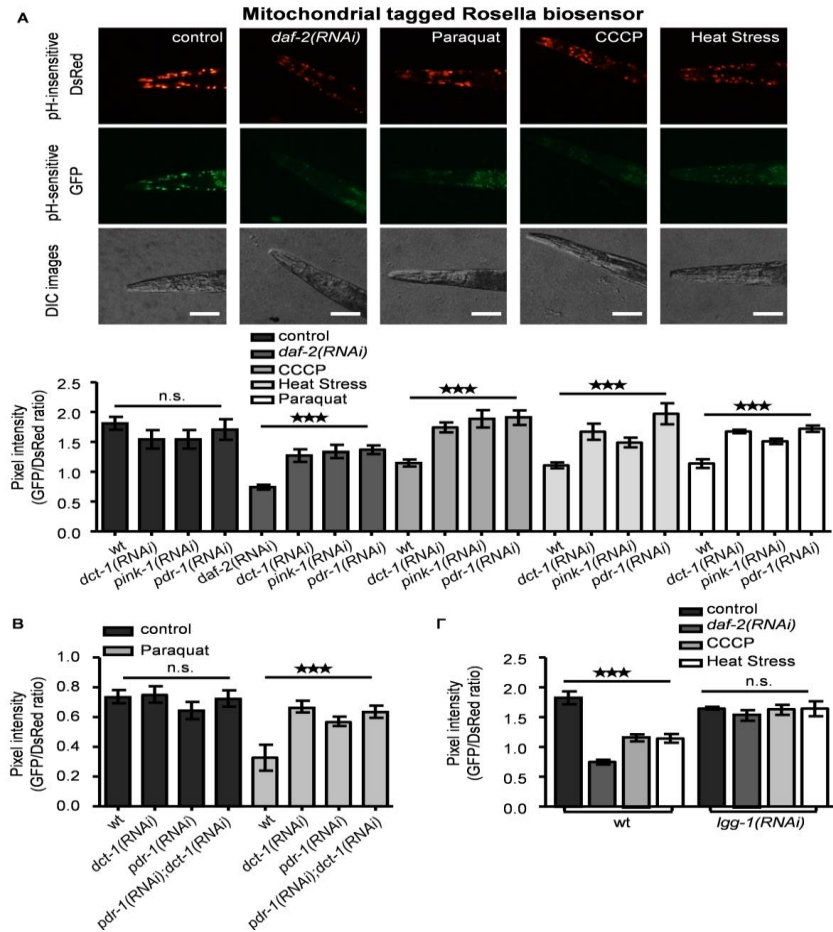 Mitochondrial tagged Rosella biosensor
A
control
daf-2(RNAi)
Paraquat
CCCP
Heat Stress
pH-insensitive
DsRed
pH-sensitive
GFP
DIC images
control
daf-2(RNAi)
CCCP
Heat Stress
Paraquat
Pixel intensity
(GFP/DsRed ratio)
2.5
2.0
1.5
1.0
0.5
0.0
n.s.
★★★
★★★
★★★
★★★
wt
dct-1(RNAi)
pink-1(RNAi)
pdr-1(RNAi)
daf-2(RNAi)
dct-1(RNAi)
pink-1(RNAi)
pdr-1(RNAi)
wt
dct-1(RNAi)
pink-1(RNAi)
pdr-1(RNAi)
wt
dct-1(RNAi)
pink-1(RNAi)
pdr-1(RNAi)
wt
dct-1(RNAi)
pink-1(RNAi)
pdr-1(RNAi)
B
control
Paraquat
Pixel intensity
(GFP/DsRed ratio)
1.0
0.8
0.6
0.4
0.2
0.0
n.s.
★★★
wt
dct-1(RNAi)
pdr-1(RNAi)
pdr-1(RNAi);dct-1(RNAi)
wt
dct-1(RNAi)
pdr-1(RNAi)
pdr-1(RNAi);dct-1(RNAi)
Γ
control
daf-2(RNAi)
CCCP
Heat Stress
Pixel intensity
(GFP/DsRed ratio)
2.5
2.0
1.5
1.0
0.5
0.0
★★★
n.s.
wt
lgg-1(RNAi)